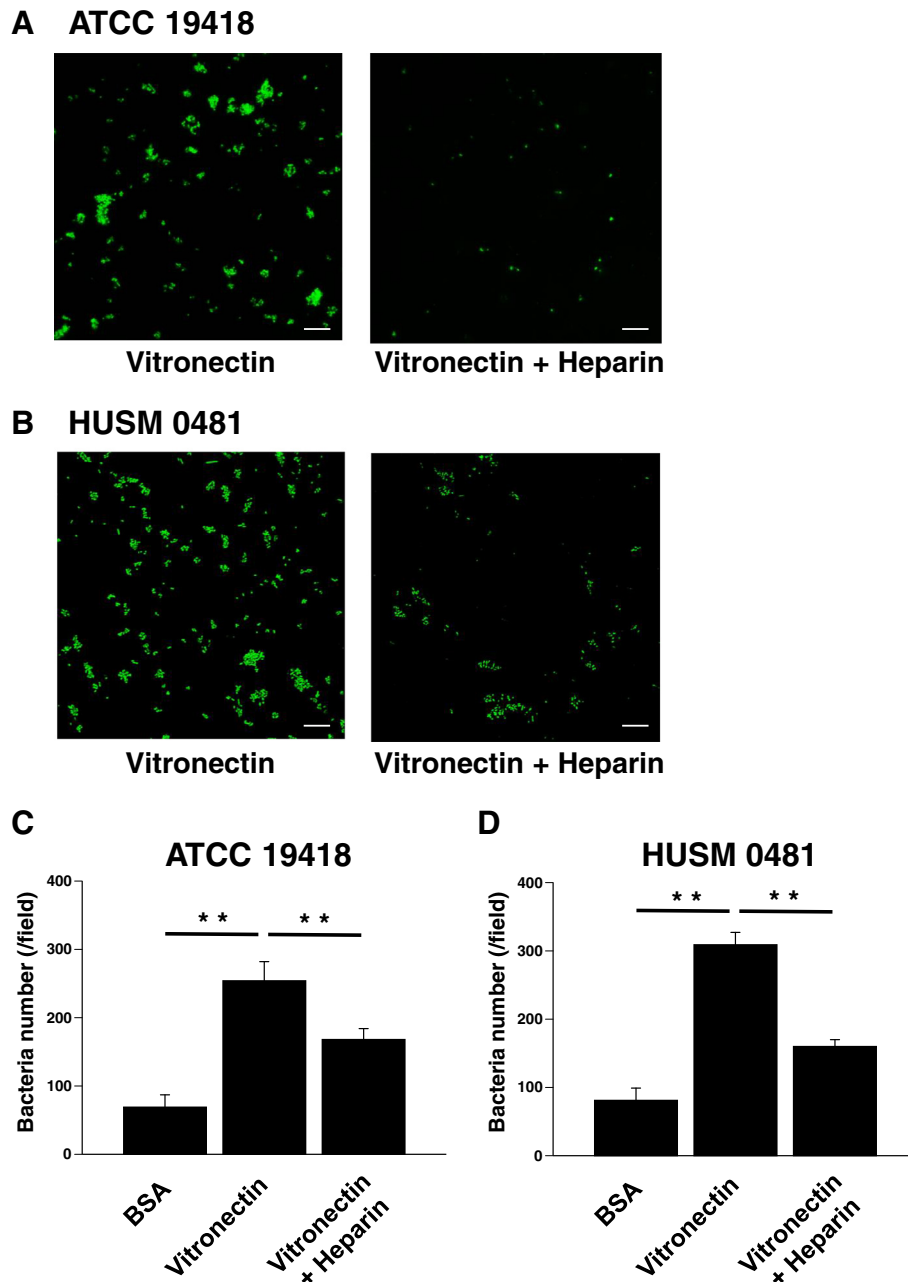 A ATCC 19418
Vitronectin
Vitronectin + Heparin
B HUSM 0481
Vitronectin
Vitronectin + Heparin
C
ATCC 19418
Bacteria number (/field)
400
300
200
100
0
* *
* *
BSA
Vitronectin
Vitronectin
+ Heparin
D
HUSM 0481
Bacteria number (/field)
400
300
200
100
0
* *
* *
BSA
Vitronectin
Vitronectin
+ Heparin